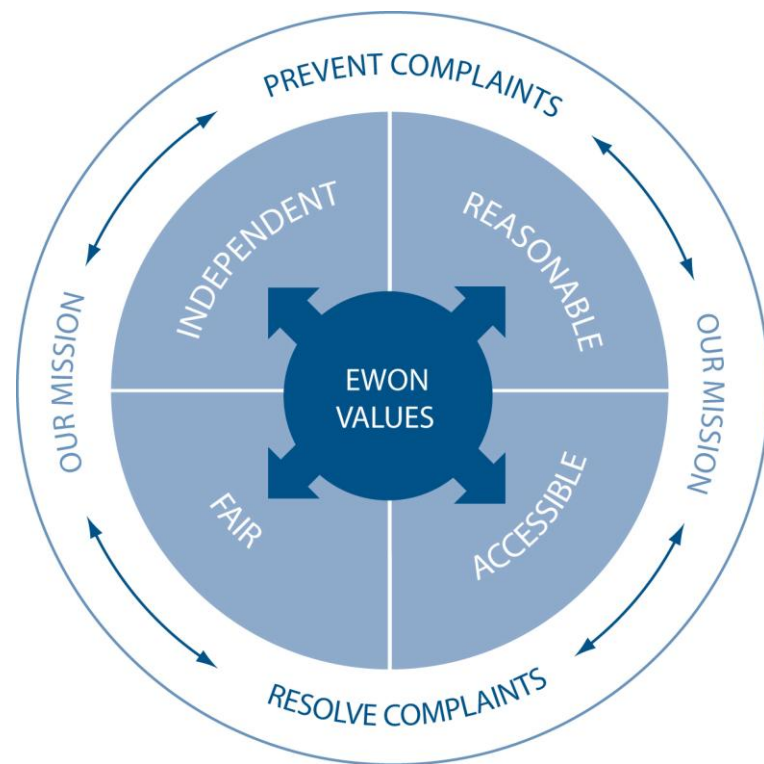 PREVENT COMPLAINTS
INDEPENDENT
REASONABLE
OUR MISSION
EWON
VALUES
OUR MISSION
FAIR
ACCESSIBLE
RESOLVE COMPLAINTS